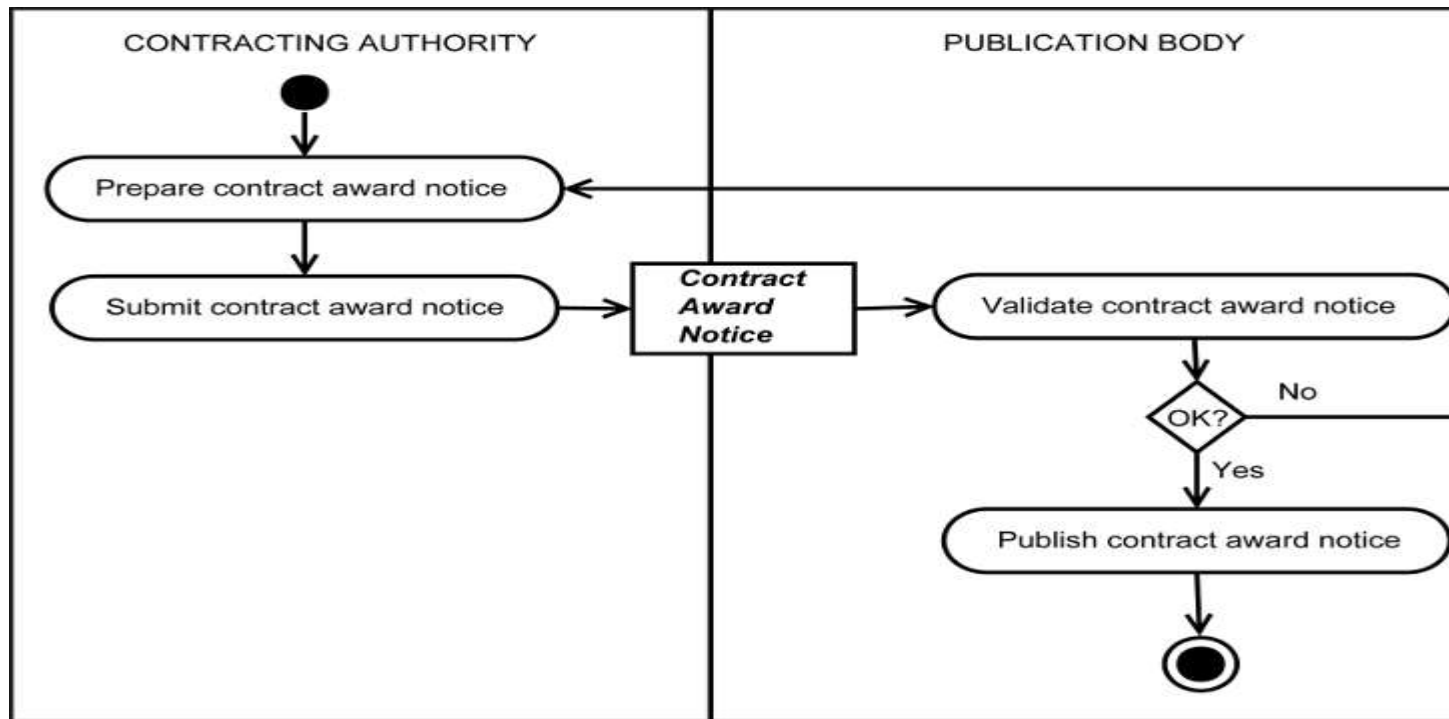 CONTRACTING AUTHORITY
PUBLICATION BODY
Prepare contract award notice
Submit contract award notice
Contract
Award
Notice
Validate contract award notice
OK?
No
Yes
Publish contract award notice